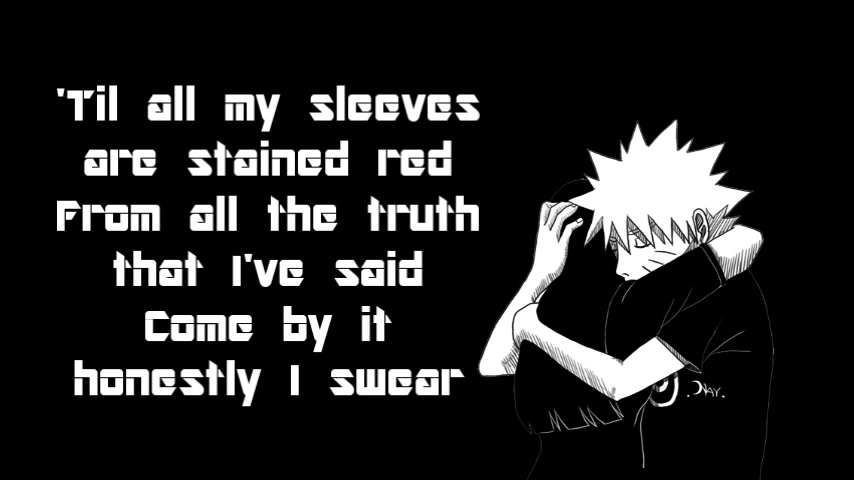 'Til all my sleeves
are stained red
From all the truth
that I've said
Come by it
honestly I swear